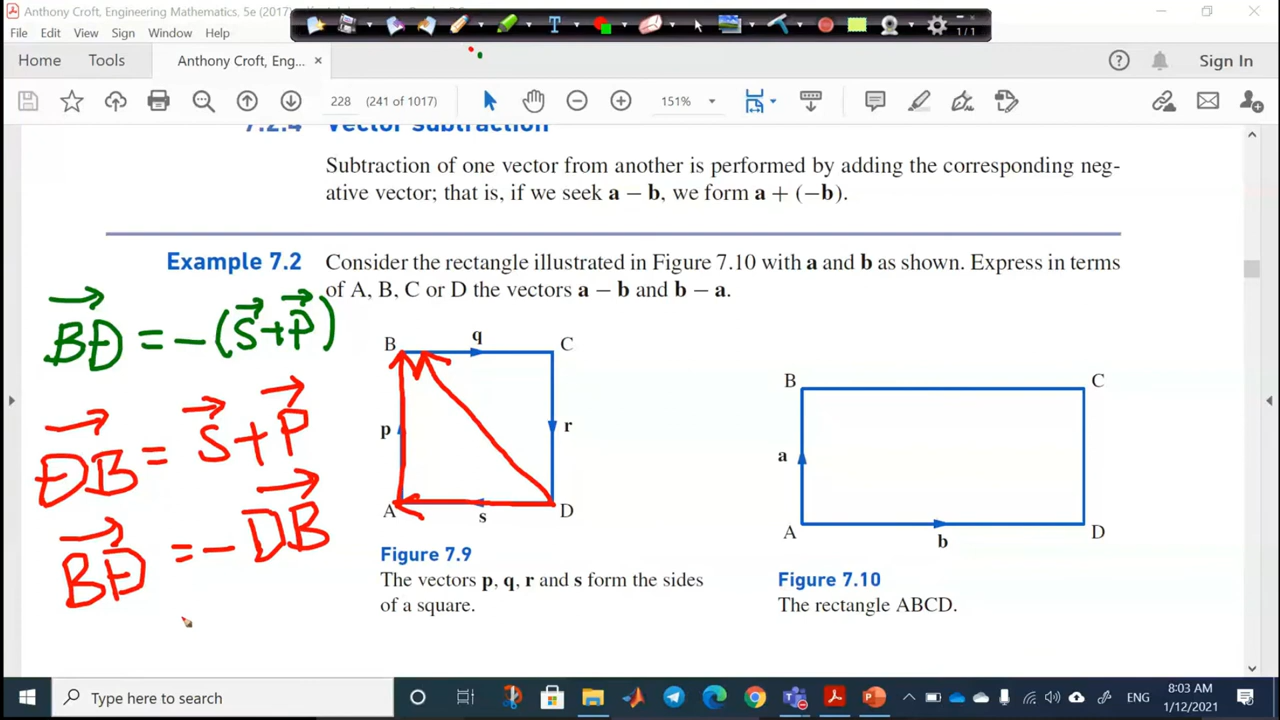 Anthony Croft, Engineering Mathematics, 5e (2017)
1/1
File Edit View Sign Window Help
Home Tools Anthony Croft, Eng... × Sign In
228 (241 of 1017) 151%
7.2.4 Vector subtraction
Subtraction of one vector from another is performed by adding the corresponding neg-
ative vector; that is, if we seek a − b, we form a + (−b).
Example 7.2 Consider the rectangle illustrated in Figure 7.10 with a and b as shown. Express in terms
of A, B, C or D the vectors a − b and b − a.
BD = −(S+P)
DB = S+P
BD = −DB
B q C
p r
A s D
Figure 7.9
The vectors p, q, r and s form the sides
of a square.
B C
a
A b D
Figure 7.10
The rectangle ABCD.
Type here to search
ENG
8:03 AM
1/12/2021